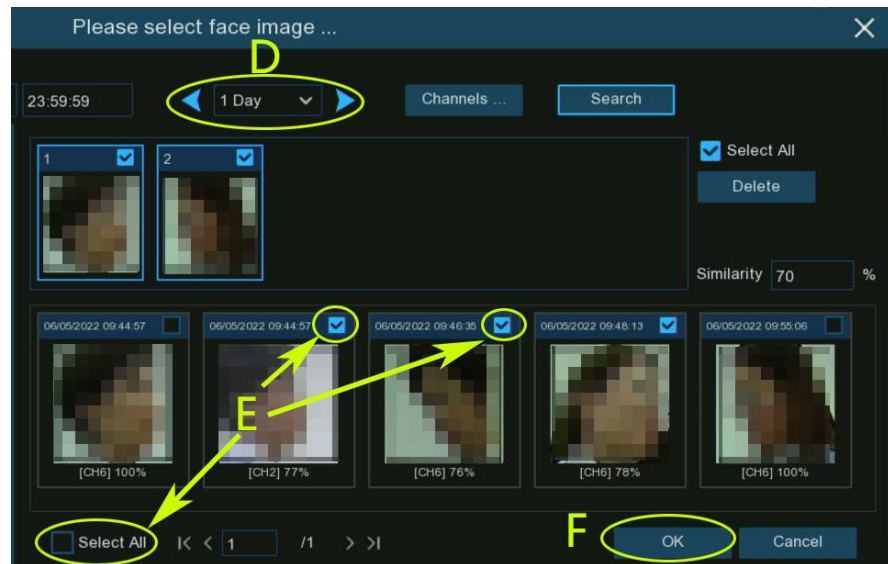 Please select face image ...
D
23:59:59
1 Day
Channels ...
Search
1
2
Select All
Delete
Similarity 70 %
06/05/2022 09:44:57
06/05/2022 09:44:57
06/05/2022 09:46:35
06/05/2022 09:48:13
06/05/2022 09:55:06
E
[CH6] 100%
[CH2] 77%
[CH6] 76%
[CH6] 78%
[CH6] 100%
Select All
1 /1
F
OK
Cancel